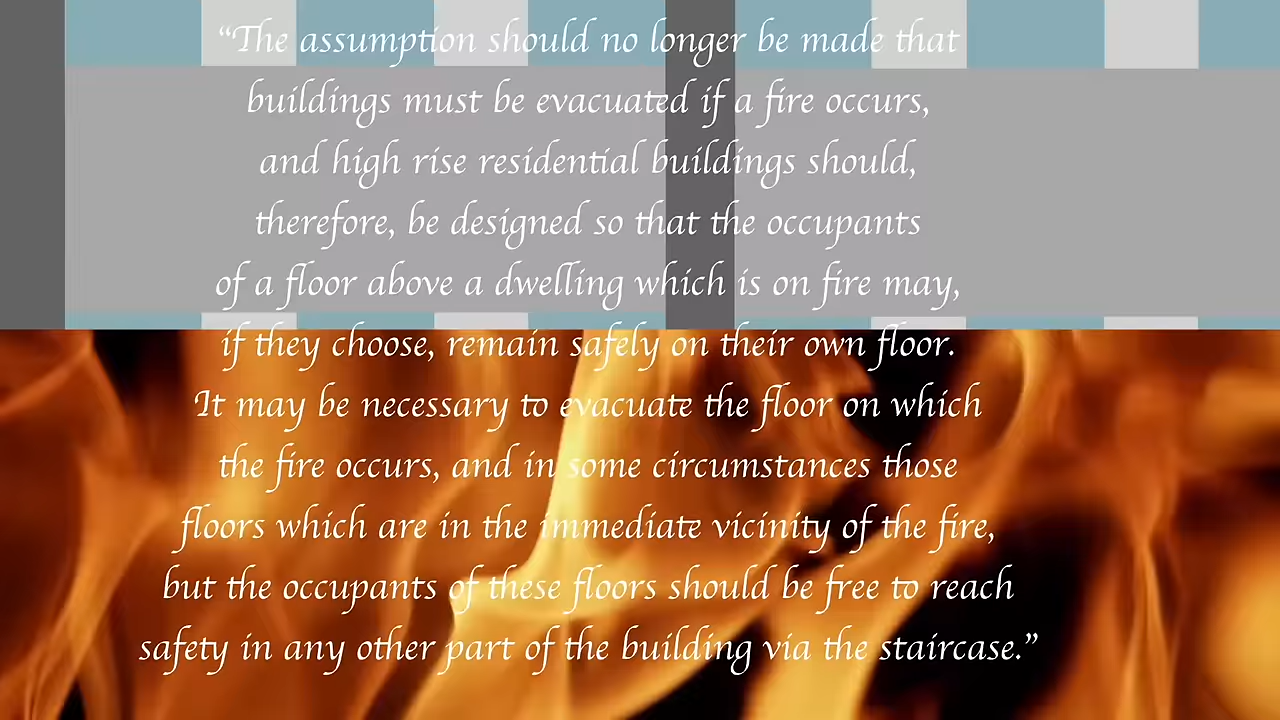 “The assumption should no longer be made that
buildings must be evacuated if a fire occurs,
and high rise residential buildings should,
therefore, be designed so that the occupants
of a floor above a dwelling which is on fire may,
if they choose, remain safely on their own floor.
It may be necessary to evacuate the floor on which
the fire occurs, and in some circumstances those
floors which are in the immediate vicinity of the fire,
but the occupants of these floors should be free to reach
safety in any other part of the building via the staircase.”